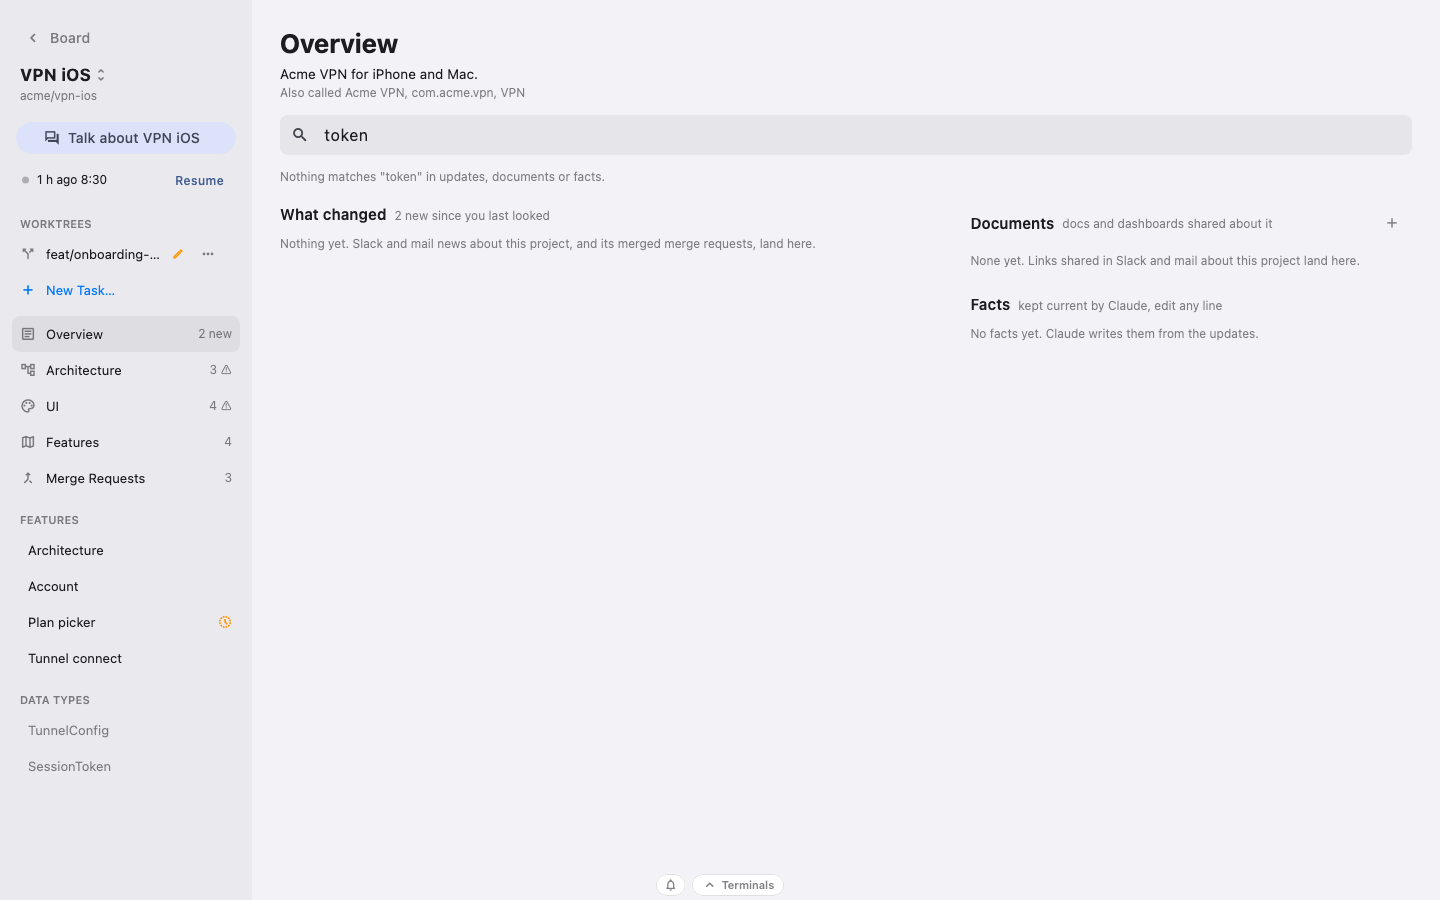 Board
VPN iOS
acme/vpn-ios
Talk about VPN iOS
1 h ago 8:30
Resume
WORKTREES
feat/onboarding-...
New Task...
Overview
2 new
Architecture
3
UI
4
Features
4
Merge Requests
3
FEATURES
Architecture
Account
Plan picker
Tunnel connect
DATA TYPES
TunnelConfig
SessionToken
Overview
Acme VPN for iPhone and Mac.
Also called Acme VPN, com.acme.vpn, VPN
token
Nothing matches "token" in updates, documents or facts.
What changed 2 new since you last looked
Nothing yet. Slack and mail news about this project, and its merged merge requests, land here.
Documents docs and dashboards shared about it
None yet. Links shared in Slack and mail about this project land here.
Facts kept current by Claude, edit any line
No facts yet. Claude writes them from the updates.
Terminals